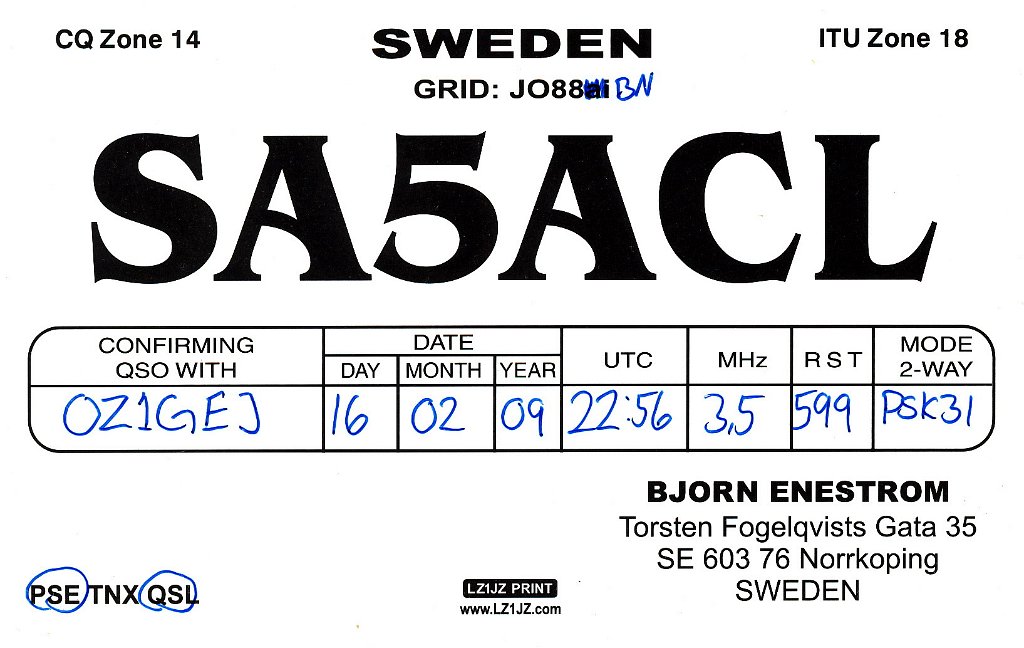 CQ Zone 14
SWEDEN
ITU Zone 18
GRID: JO88 BN
SA5ACL
CONFIRMING QSO WITH
DATE
DAY MONTH YEAR
UTC
MHz
RST
MODE 2-WAY
OZ1GEJ 16 02 09 22:56 3,5 599 PSK31
BJORN ENESTROM
Torsten Fogelqvists Gata 35
SE 603 76 Norrkoping
SWEDEN
PSE TNX QSL
LZ1JZ PRINT
www.LZ1JZ.com